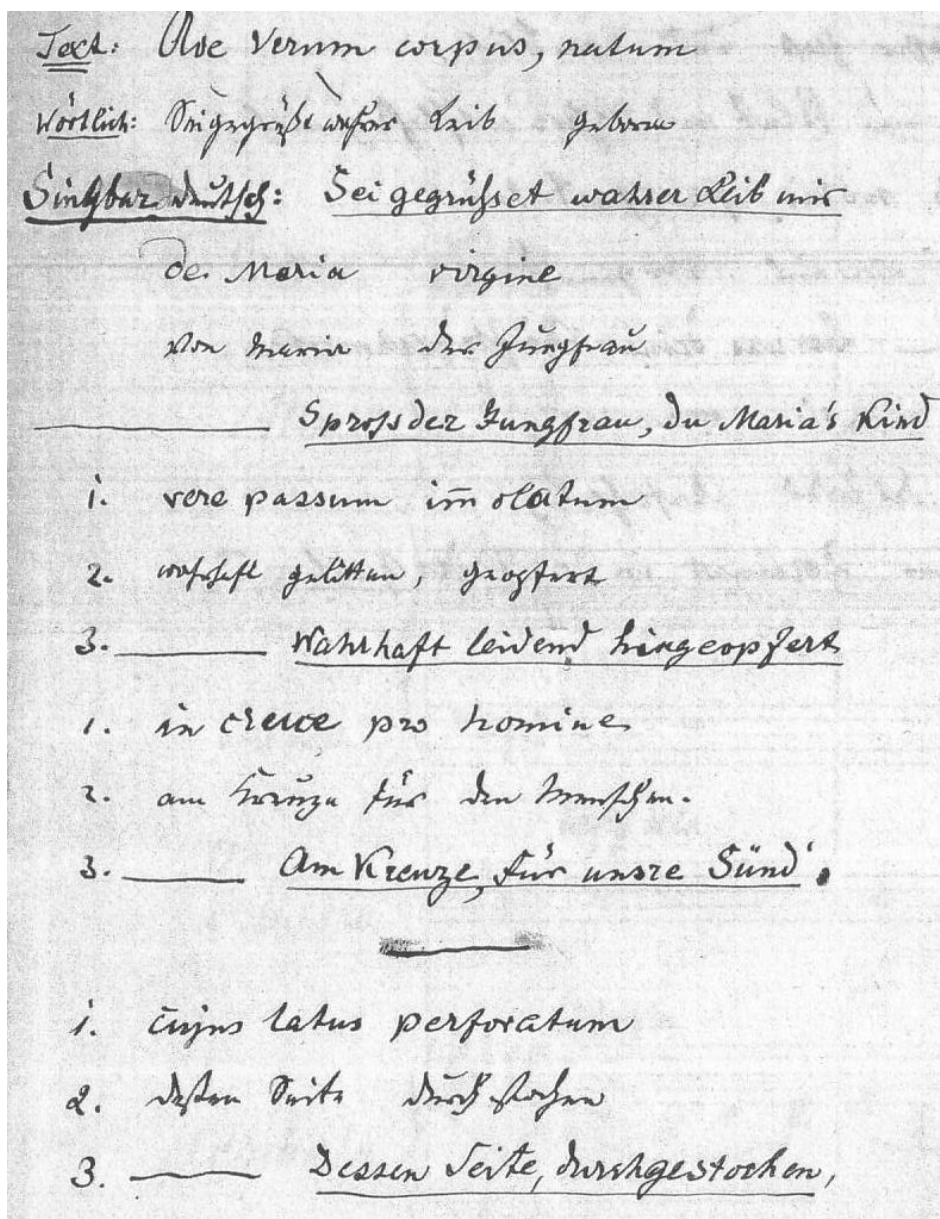 Text: Ave verum corpus, natum
Wörtlich: Sei gegrüßt wahrer Leib geboren
Singbar deutsch: Sei gegrüsset wahrer Leib mir
de Maria virgine
von Maria der Jungfrau
Spross der Jungfrau, du Maria's Kind
1. vere passum immolatum
2. wahrhaft gelitten, geopfert
3. Wahrhaft leidend hingeopfert
1. in cruce pro homine
2. am Kreuze für den Menschen.
3. Am Kreuze, für unsre Sünd'.
1. cujus latus perforatum
2. dessen Seite durchstochen
3. Dessen Seite, durchgestochen,